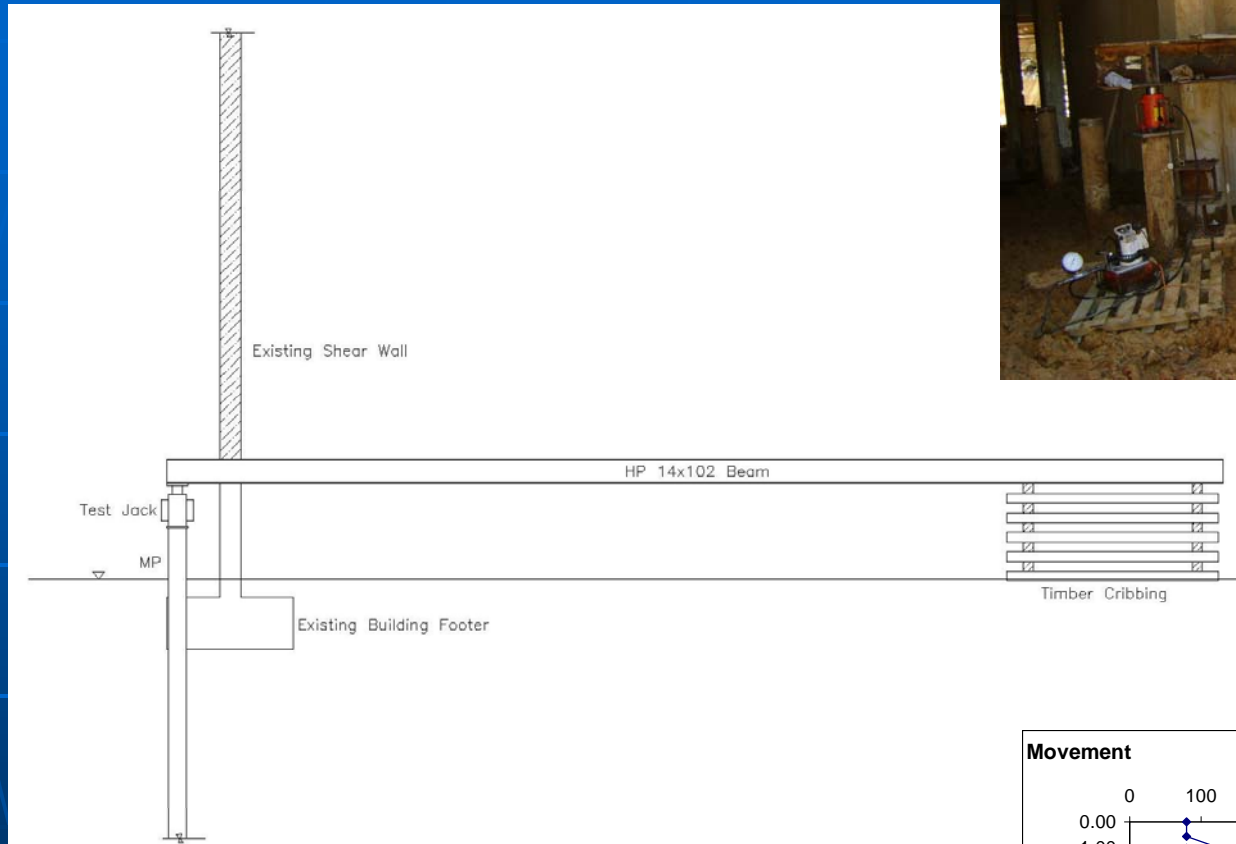 Existing Shear Wall
HP 14x102 Beam
Test Jack
MP
Timber Cribbing
Existing Building Footer
Movement
0 100
0.00